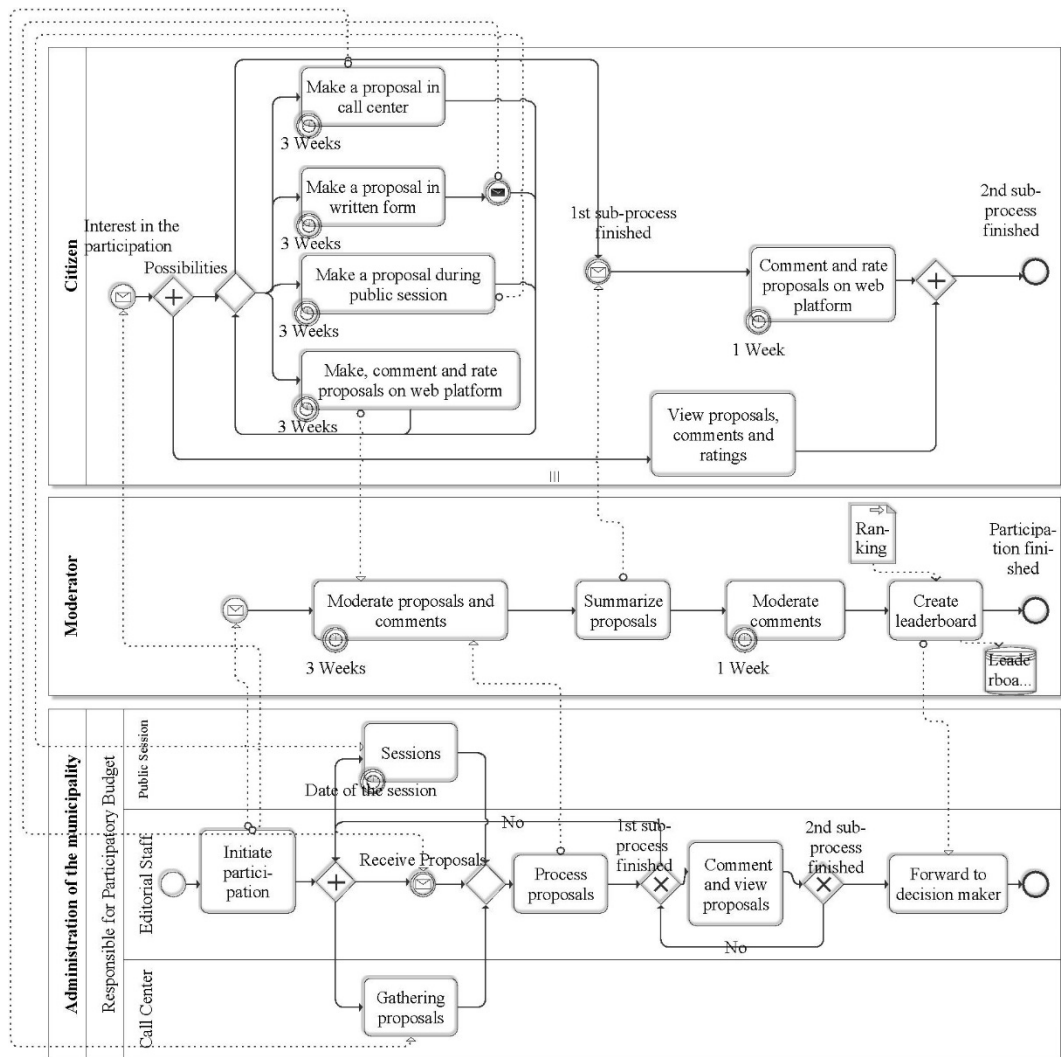 Citizen
Make a proposal in
call center
3 Weeks
Make a proposal in
written form
3 Weeks
Interest in the
participation
Possibilities
Make a proposal during
public session
3 Weeks
Make, comment and rate
proposals on web platform
3 Weeks
1st sub-process
finished
Comment and rate
proposals on web
platform
1 Week
2nd sub-
process
finished
View proposals,
comments and
ratings
Moderator
Moderate proposals and
comments
3 Weeks
Summarize
proposals
Moderate
comments
1 Week
Ran-
king
Create
leaderboard
Leade
rboa...
Participa-
tion fini-
shed
Administration of the municipality
Responsible for Participatory Budget
Public Session
Sessions
Date of the session
Editorial Staff
Initiate
partici-
pation
No
Receive Proposals
Process
proposals
1st sub-
process
finished
Comment
and view
proposals
2nd sub-
process
finished
No
Forward to
decision maker
Call Center
Gathering
proposals